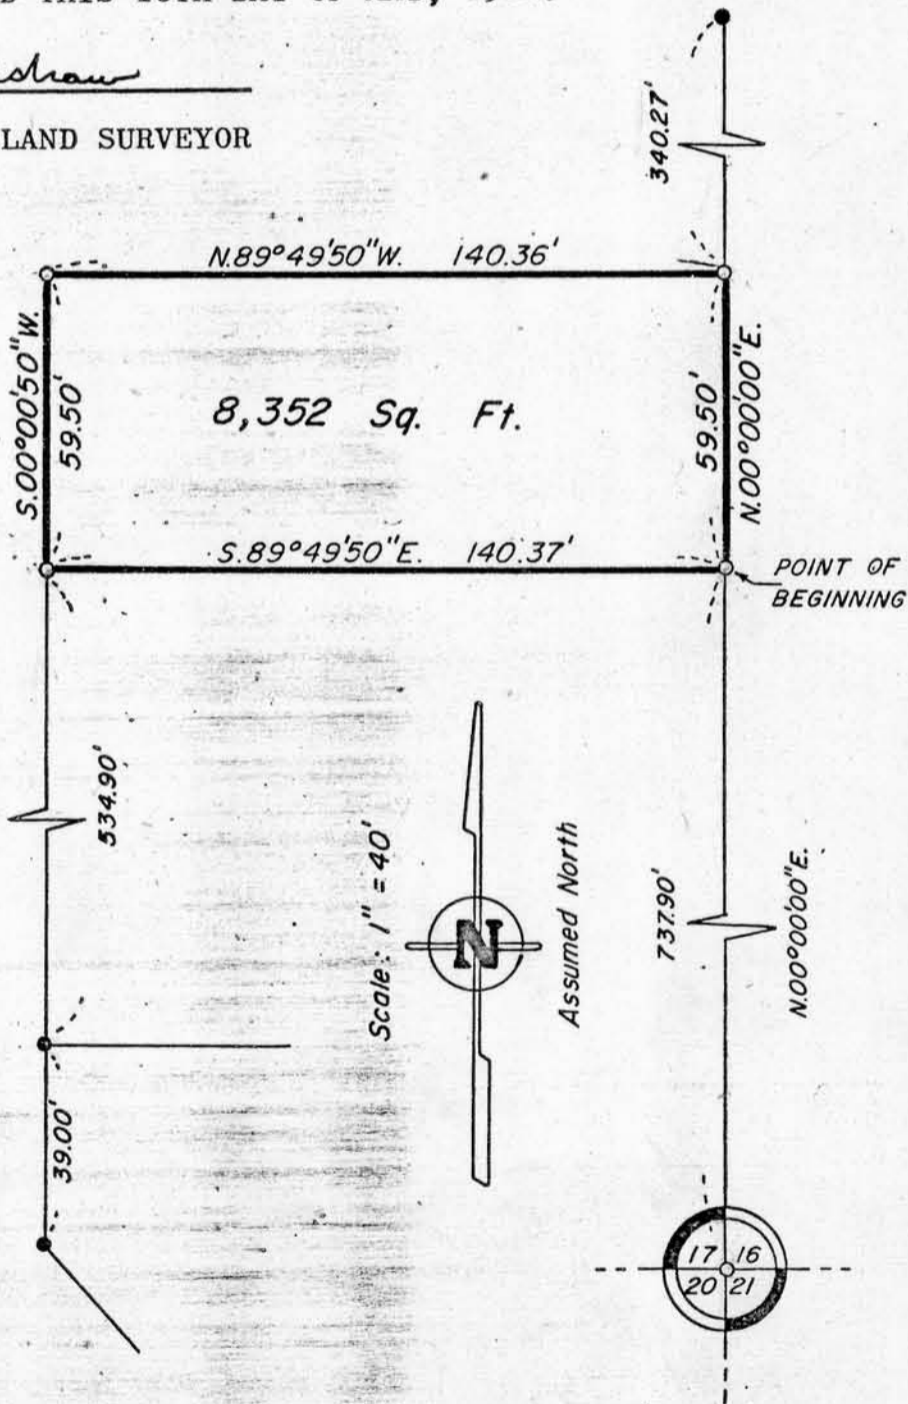 LAND SURVEYOR
340.27'
N.89°49'50"W. 140.36'
S.00°00'50"W.
59.50'
8,352 Sq. Ft.
59.50'
N.00°00'00"E.
S.89°49'50"E. 140.37'
POINT OF
BEGINNING
534.90'
Scale: 1" = 40'
N
Assumed North
737.90'
N.00°00'00"E.
39.00'
17 16
20 21